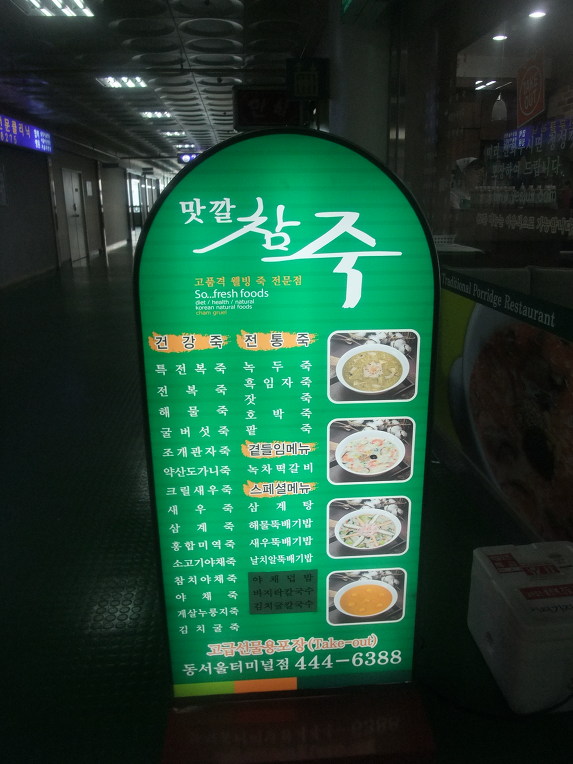 맛깔 참죽
고품격 웰빙 죽 전문점
So...fresh foods
diet / health / natural
korean natural foods
cham gruel
건강죽
특전복죽
전복죽
해물죽
굴버섯죽
조개관자죽
약산도가니죽
크릴새우죽
새우죽
삼계죽
홍합미역죽
소고기야채죽
참치야채죽
야채죽
게살누룽지죽
김치굴죽
전통죽
녹두죽
흑임자죽
잣죽
호박죽
팥죽
곁들임메뉴
녹차떡갈비
스페셜메뉴
삼계탕
해물뚝배기밥
새우뚝배기밥
날치알뚝배기밥
야채덮밥
바지락칼국수
김치굴칼국수
고급선물용포장(Take-out)
동서울터미널점 444-6388
Traditional Porridge Restaurant